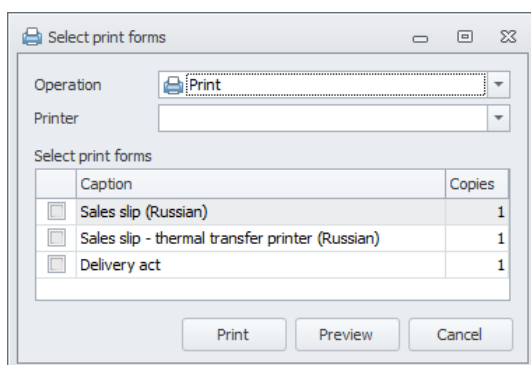 Select print forms
Operation Print
Printer
Select print forms
Caption Copies
Sales slip (Russian) 1
Sales slip - thermal transfer printer (Russian) 1
Delivery act 1
Print Preview Cancel